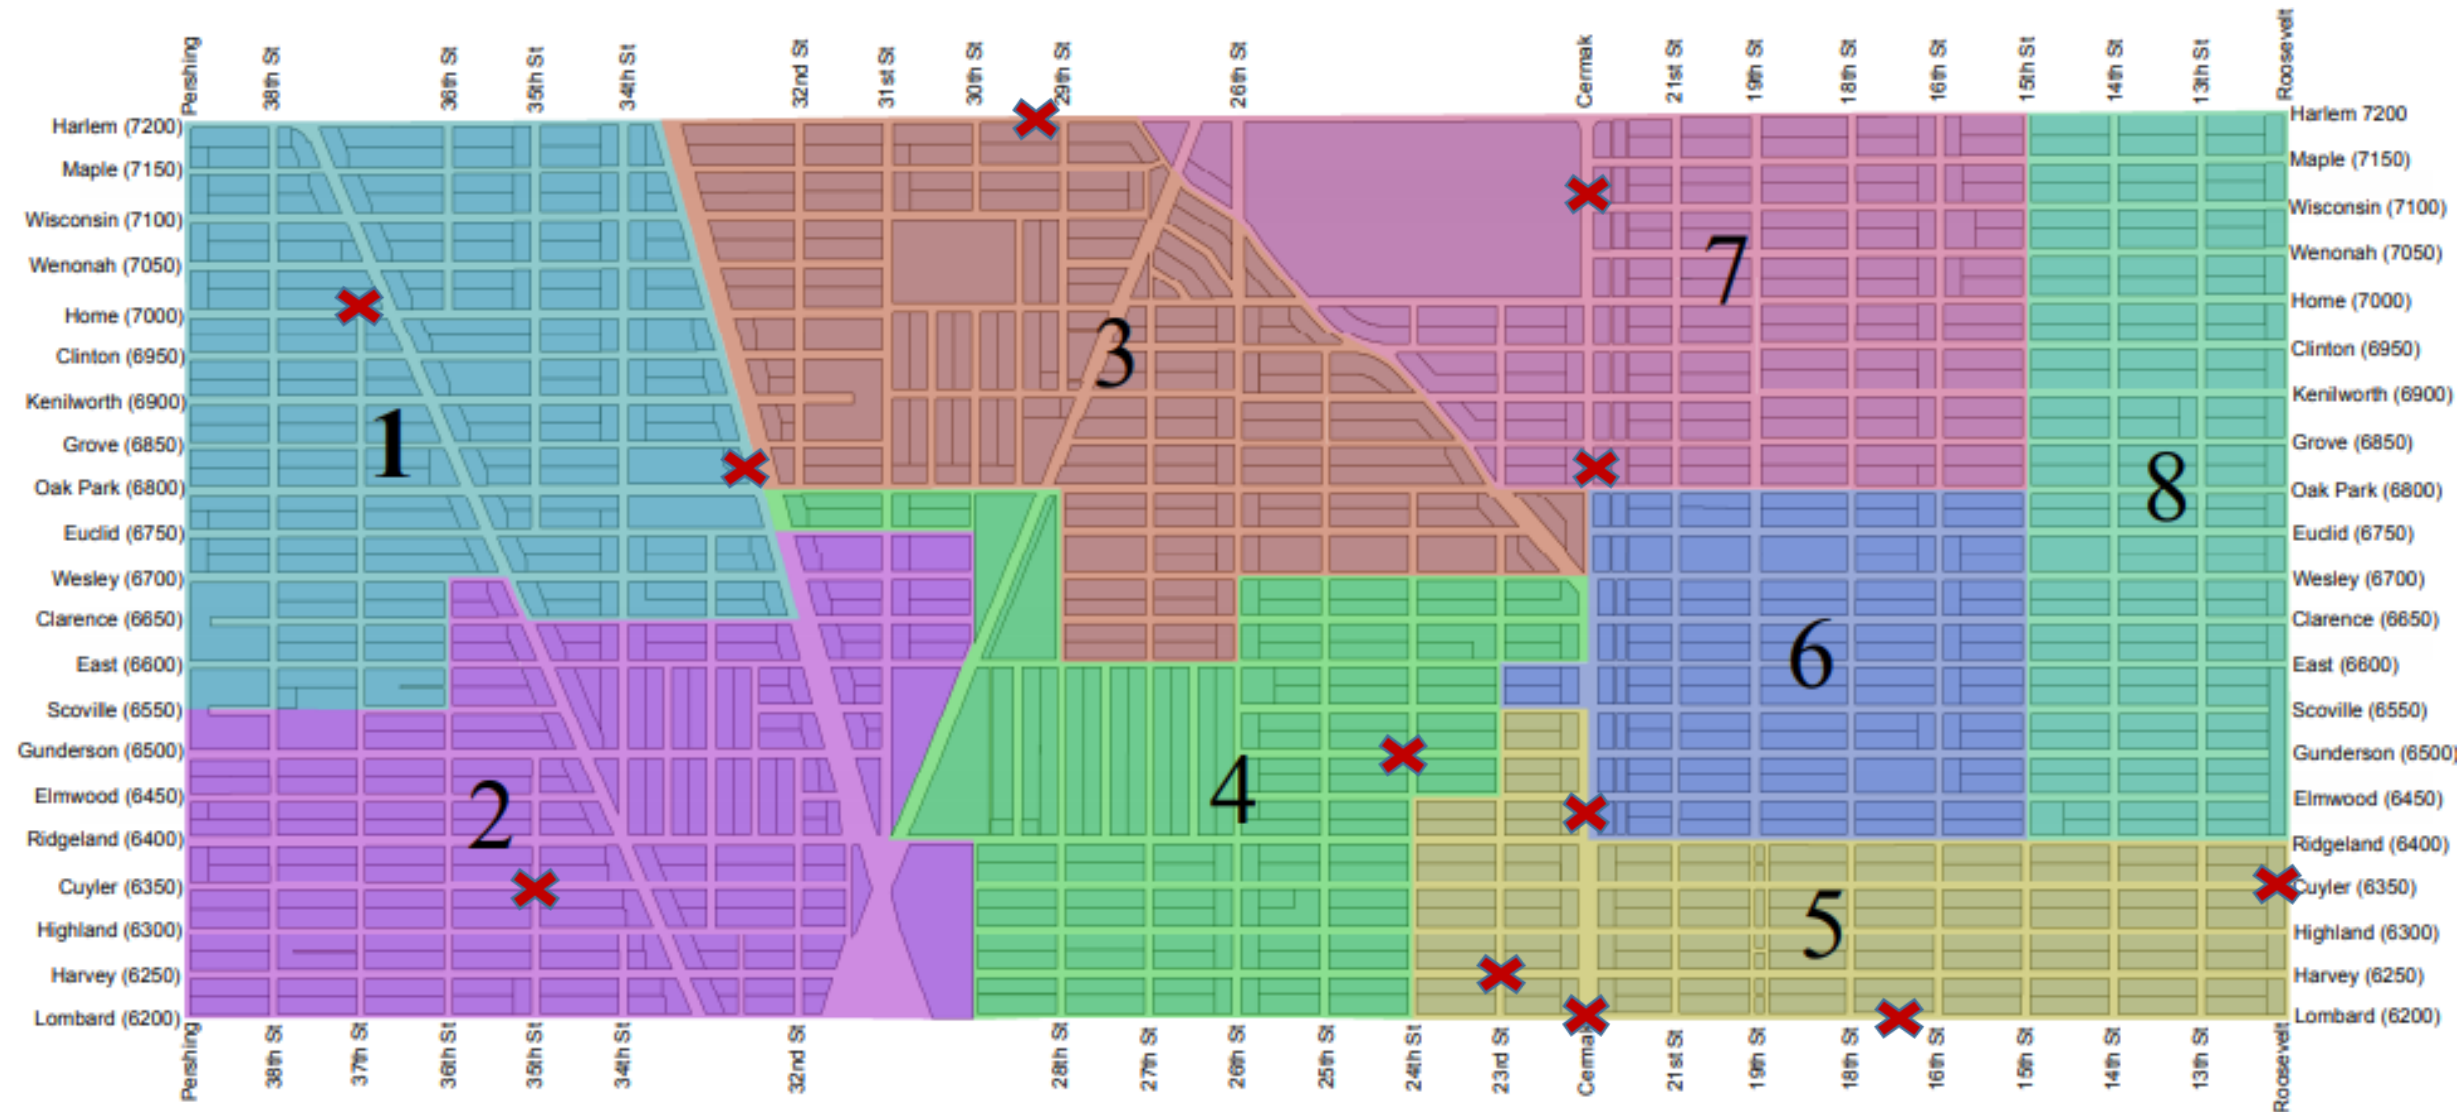 Pershing
38th St
36th St
35th St
34th St
32nd St
31st St
30th St
29th St
26th St
Cermak
21st St
19th St
18th St
16th St
15th St
14th St
13th St
Roosevelt
Harlem (7200)
Maple (7150)
Wisconsin (7100)
Wenonah (7050)
Home (7000)
Clinton (6950)
Kenilworth (6900)
Grove (6850)
Oak Park (6800)
Euclid (6750)
Wesley (6700)
Clarence (6650)
East (6600)
Scoville (6550)
Gunderson (6500)
Elmwood (6450)
Ridgeland (6400)
Cuyler (6350)
Highland (6300)
Harvey (6250)
Lombard (6200)
1
2
3
4
5
6
7
8
Harlem 7200
Maple (7150)
Wisconsin (7100)
Wenonah (7050)
Home (7000)
Clinton (6950)
Kenilworth (6900)
Grove (6850)
Oak Park (6800)
Euclid (6750)
Wesley (6700)
Clarence (6650)
East (6600)
Scoville (6550)
Gunderson (6500)
Elmwood (6450)
Ridgeland (6400)
Cuyler (6350)
Highland (6300)
Harvey (6250)
Lombard (6200)
Pershing
38th St
37th St
36th St
35th St
34th St
32nd St
28th St
27th St
26th St
25th St
24th St
23rd St
Cermak
21st St
19th St
18th St
16th St
15th St
14th St
13th St
Roosevelt